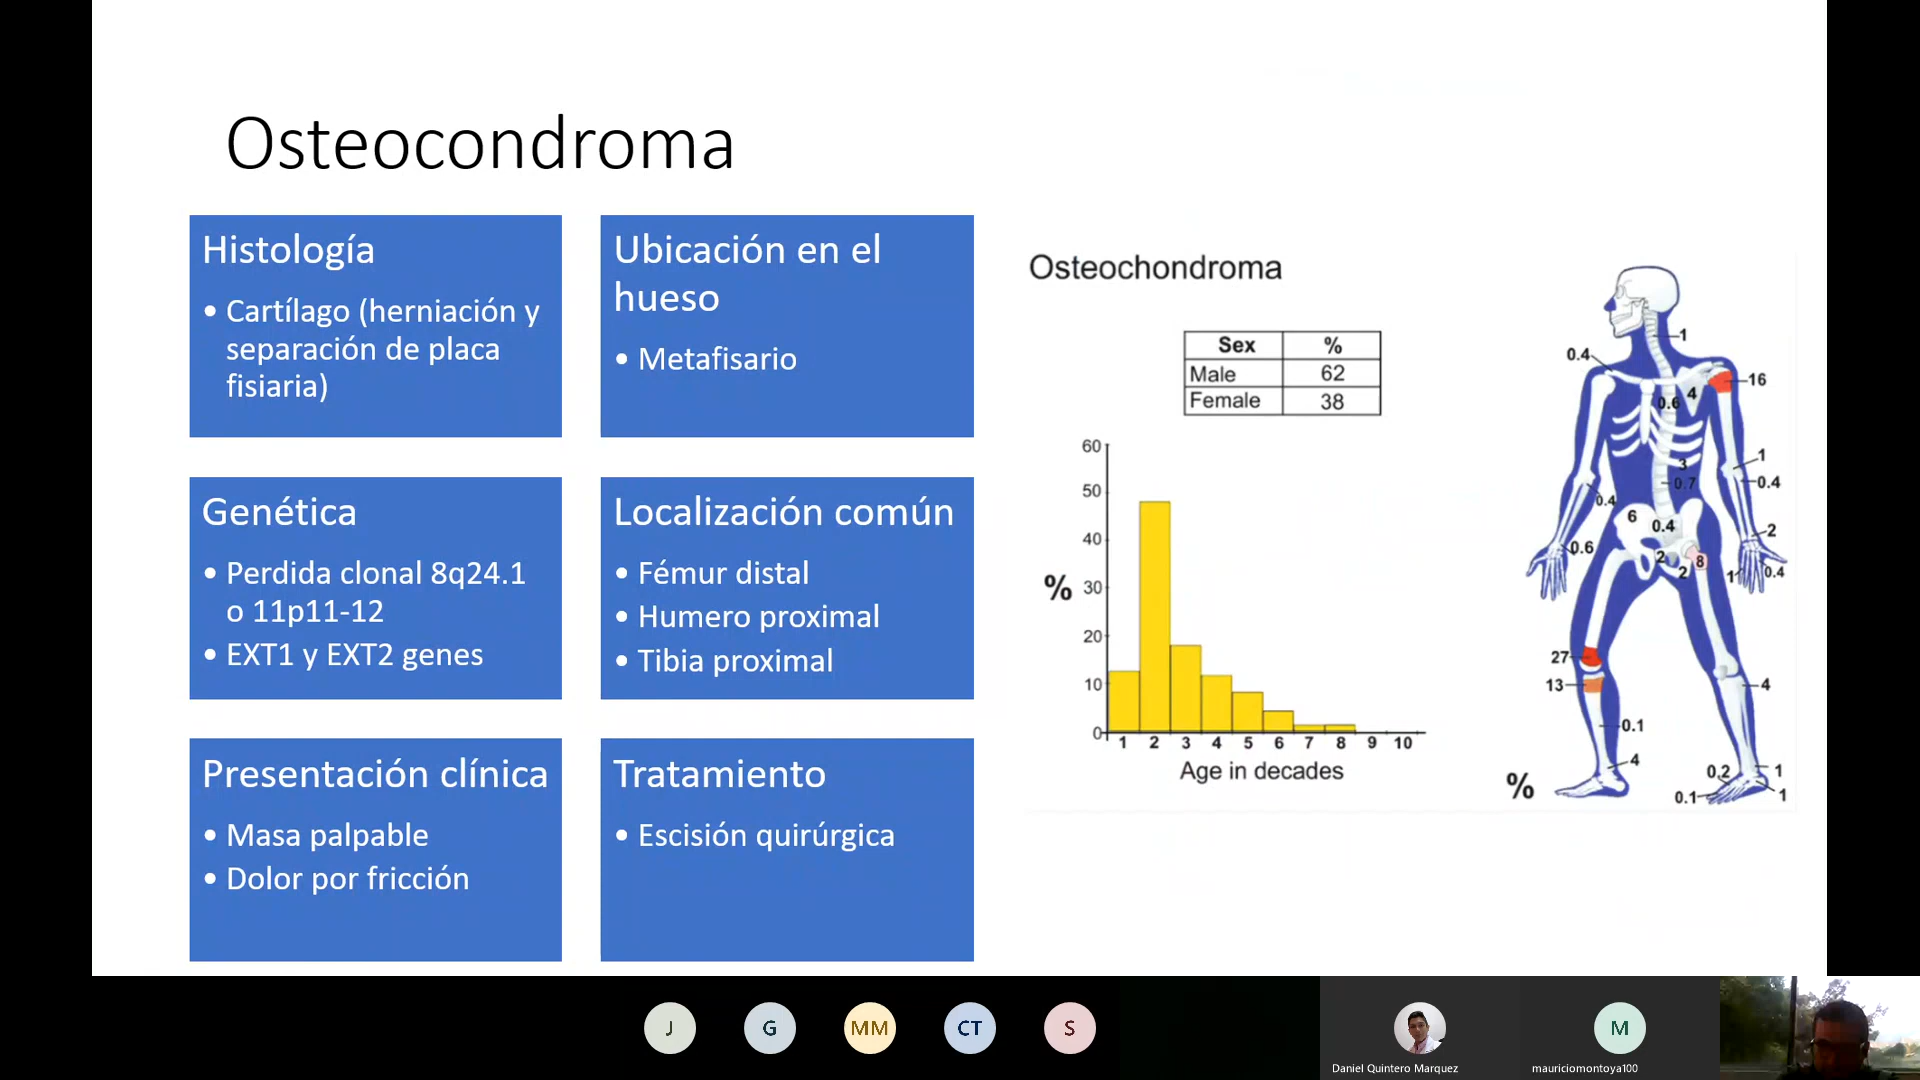 Osteocondroma
Histología
• Cartílago (herniación y
separación de placa
fisiaria)
Ubicación en el
hueso
• Metafisario
Genética
• Perdida clonal 8q24.1
o 11p11-12
• EXT1 y EXT2 genes
Localización común
• Fémur distal
• Humero proximal
• Tibia proximal
Presentación clínica
• Masa palpable
• Dolor por fricción
Tratamiento
• Escisión quirúrgica
Osteochondroma
Sex %
Male 62
Female 38
60
50
40
30
20
10
0
%
1 2 3 4 5 6 7 8 9 10
Age in decades
1
0.4
16
4
0.6
1
3
0.7
0.4
0.4
6
0.4
2
0.6
2
8
2
1
0.4
27
13
4
0.1
4
0.2
1
0.1
1
%
J
G
MM
CT
S
Daniel Quintero Marquez
M
mauriciomontoya100